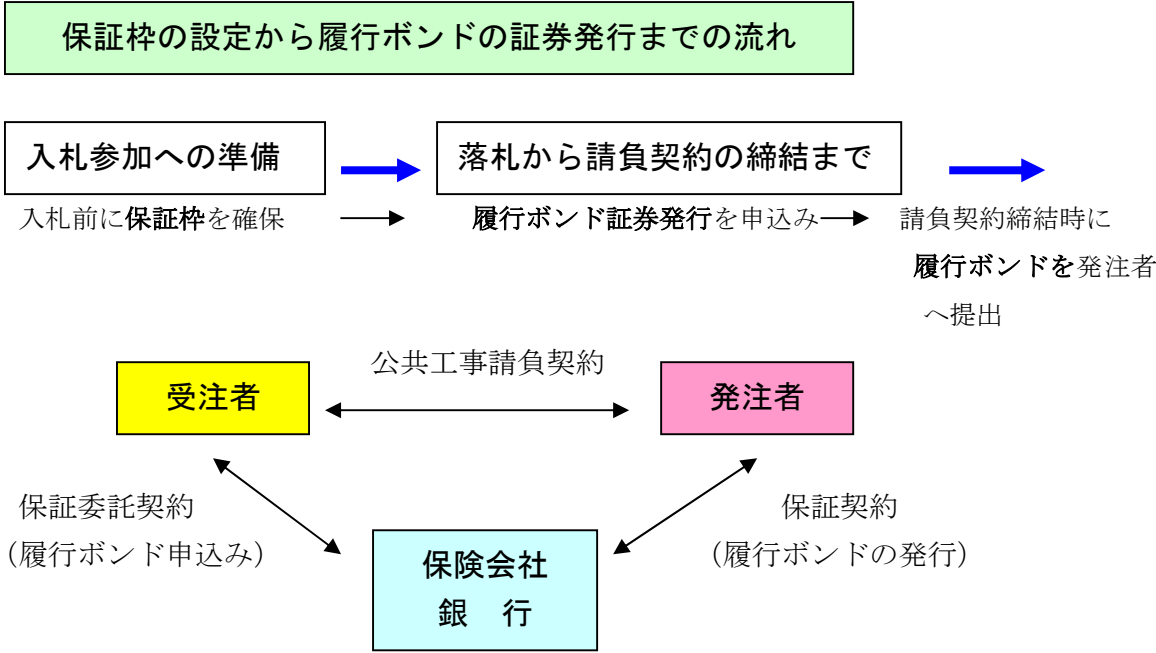 保証枠の設定から履行ボンドの証券発行までの流れ
入札参加への準備
落札から請負契約の締結まで
入札前に保証枠を確保
履行ボンド証券発行を申込み
請負契約締結時に
履行ボンドを発注者
へ提出
公共工事請負契約
受注者
発注者
保証委託契約
（履行ボンド申込み）
保証契約
（履行ボンドの発行）
保険会社
銀　行